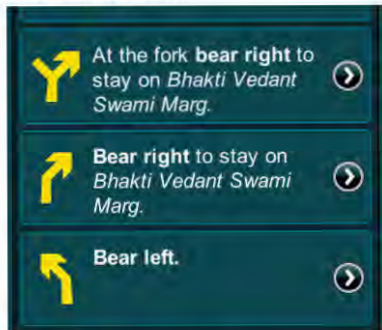 At the fork bear right to
stay on Bhakti Vedant
Swami Marg.
Bear right to stay on
Bhakti Vedant Swami
Marg.
Bear left.